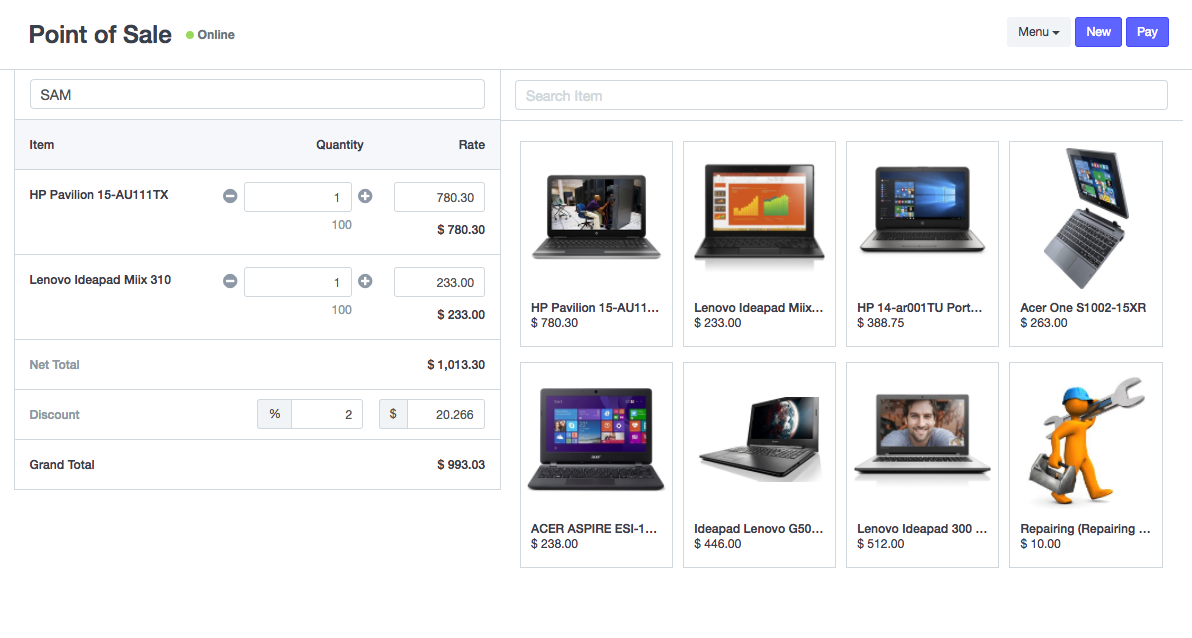 Point of Sale Online
Menu New Pay
SAM
Search Item
Item Quantity Rate
HP Pavilion 15-AU111TX 1 780.30
100 $ 780.30
Lenovo Ideapad Miix 310 1 233.00
100 $ 233.00
Net Total $ 1,013.30
Discount % 2 $ 20.266
Grand Total $ 993.03
HP Pavilion 15-AU11...
$ 780.30
Lenovo Ideapad Miix...
$ 233.00
HP 14-ar001TU Port...
$ 388.75
Acer One S1002-15XR
$ 263.00
ACER ASPIRE ESI-1...
$ 238.00
Ideapad Lenovo G50...
$ 446.00
Lenovo Ideapad 300 ...
$ 512.00
Repairing (Repairing ...
$ 10.00